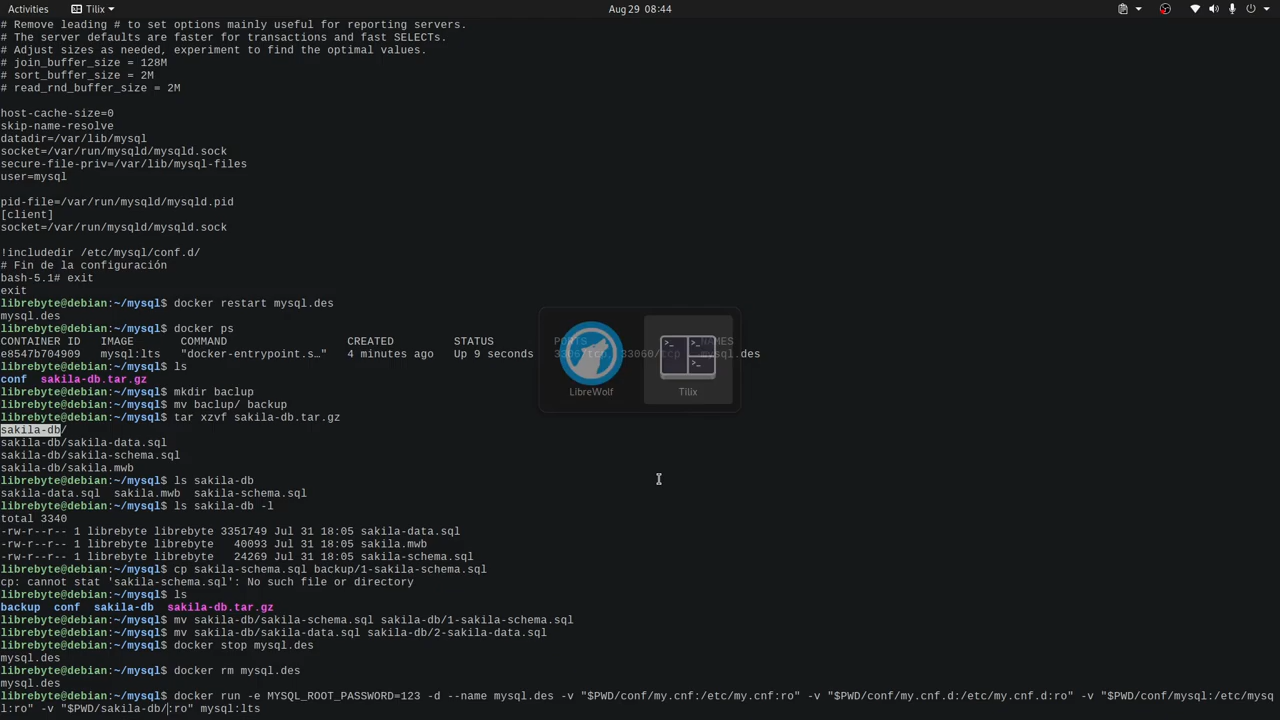 Activities Tilix Aug 29 08:44
# Remove leading # to set options mainly useful for reporting servers.
# The server defaults are faster for transactions and fast SELECTs.
# Adjust sizes as needed, experiment to find the optimal values.
# join_buffer_size = 128M
# sort_buffer_size = 2M
# read_rnd_buffer_size = 2M
host-cache-size=0
skip-name-resolve
datadir=/var/lib/mysql
socket=/var/run/mysqld/mysqld.sock
secure-file-priv=/var/lib/mysql-files
user=mysql
pid-file=/var/run/mysqld/mysqld.pid
[client]
socket=/var/run/mysqld/mysqld.sock
!includedir /etc/mysql/conf.d/
# Fin de la configuración
bash-5.1# exit
exit
librebyte@debian:~/mysql$ docker restart mysql.des
mysql.des
librebyte@debian:~/mysql$ docker ps
CONTAINER ID IMAGE COMMAND CREATED STATUS PORTS NAMES
e8547b704909 mysql:lts "docker-entrypoint.s…" 4 minutes ago Up 9 seconds 3306/tcp, 33060/tcp mysql.des
librebyte@debian:~/mysql$ ls
conf sakila-db.tar.gz
librebyte@debian:~/mysql$ mkdir baclup
librebyte@debian:~/mysql$ mv baclup/ backup
librebyte@debian:~/mysql$ tar xzvf sakila-db.tar.gz
sakila-db/
sakila-db/sakila-data.sql
sakila-db/sakila-schema.sql
sakila-db/sakila.mwb
librebyte@debian:~/mysql$ ls sakila-db
sakila-data.sql sakila.mwb sakila-schema.sql
librebyte@debian:~/mysql$ ls sakila-db -l
total 3340
-rw-r--r-- 1 librebyte librebyte 3351749 Jul 31 18:05 sakila-data.sql
-rw-r--r-- 1 librebyte librebyte 40093 Jul 31 18:05 sakila.mwb
-rw-r--r-- 1 librebyte librebyte 24269 Jul 31 18:05 sakila-schema.sql
librebyte@debian:~/mysql$ cp sakila-schema.sql backup/1-sakila-schema.sql
cp: cannot stat 'sakila-schema.sql': No such file or directory
librebyte@debian:~/mysql$ ls
backup conf sakila-db sakila-db.tar.gz
librebyte@debian:~/mysql$ mv sakila-db/sakila-schema.sql sakila-db/1-sakila-schema.sql
librebyte@debian:~/mysql$ mv sakila-db/sakila-data.sql sakila-db/2-sakila-data.sql
librebyte@debian:~/mysql$ docker stop mysql.des
mysql.des
librebyte@debian:~/mysql$ docker rm mysql.des
mysql.des
librebyte@debian:~/mysql$ docker run -e MYSQL_ROOT_PASSWORD=123 -d --name mysql.des -v "$PWD/conf/my.cnf:/etc/my.cnf:ro" -v "$PWD/conf/my.cnf.d:/etc/my.cnf.d:ro" -v "$PWD/conf/mysql:/etc/mysq
l:ro" -v "$PWD/sakila-db/:ro" mysql:lts
LibreWolf
Tilix